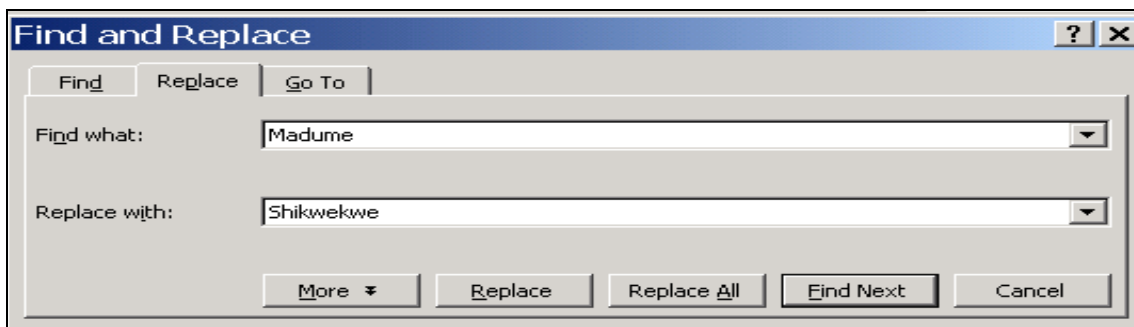 Find and Replace
Find Replace Go To
Find what: Madume
Replace with: Shikwekwe
More Replace Replace All Find Next Cancel